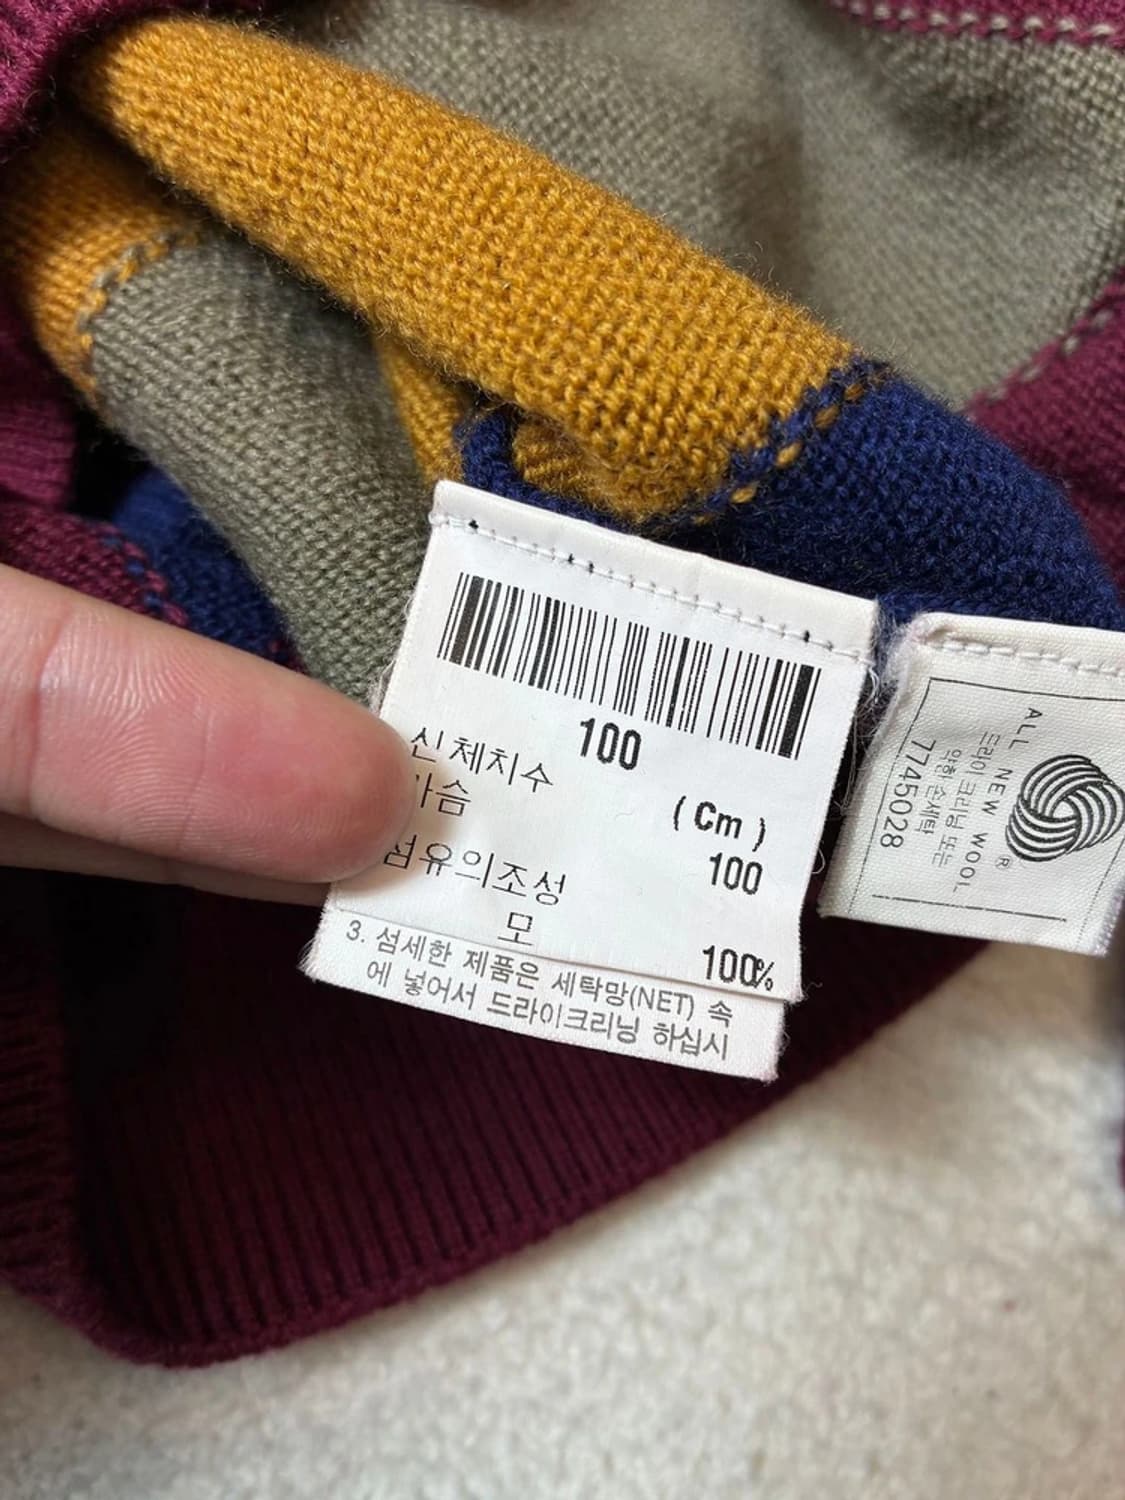 100
신체치수
가슴
( Cm )
100
섬유의조성
모
100%
3. 섬세한 제품은 세탁망(NET) 속
에 넣어서 드라이크리닝 하십시
ALL NEW WOOL
®
드라이 크리닝 또는
약한 손세탁
7745028